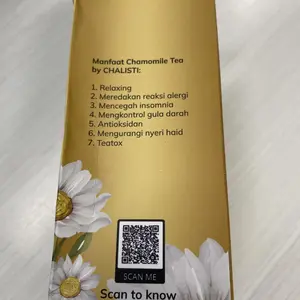 Manfaat Chamomile Tea
by CHALISTI:
1. Relaxing
2. Meredakan reaksi alergi
3. Mencegah insomnia
4. Mengkontrol gula darah
5. Antioksidan
6. Mengurangi nyeri haid
7. Teatox
SCAN ME
Scan to know